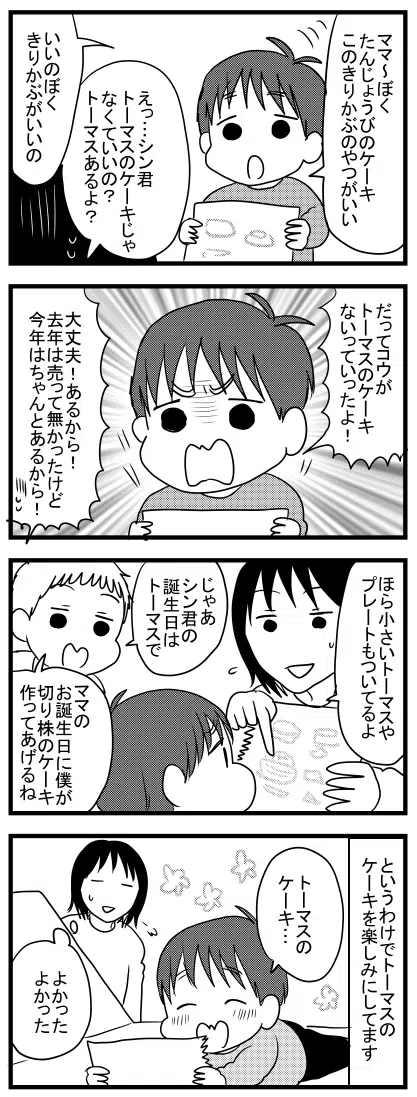 ママ〜ぼく
たんじょうびのケーキ
このきりかぶのやつがいい
えっ…シン君
トーマスのケーキじゃ
なくていいの?
トーマスあるよ?
いいのぼく
きりかぶがいいの
だってコウが
トーマスのケーキ
ないっていったよ!
大丈夫!あるから!
去年は売って無かったけど
今年はちゃんとあるから!
ほら小さいトーマスや
プレートもついてるよ
じゃあ
シン君の
誕生日は
トーマスで
ママの
お誕生日に僕が
切り株のケーキ
作ってあげるね
というわけでトーマスの
ケーキを楽しみにしてます
トーマスの
ケーキ…
よかった
よかった